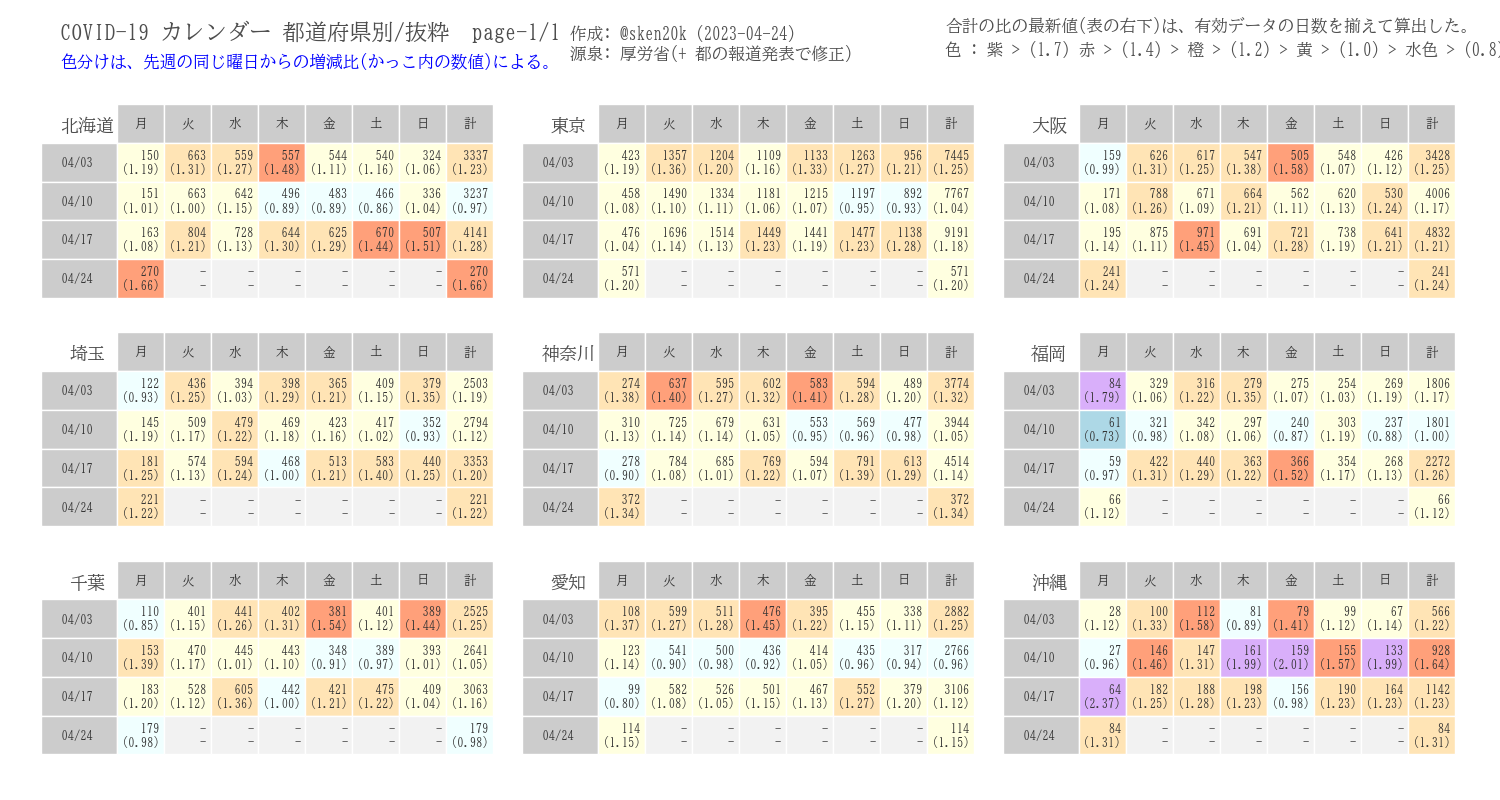 COVID-19 カレンダー 都道府県別/抜粋 page-1/1
色分けは、先週の同じ曜日からの増減比(かっこ内の数値)による。
作成: @sken20k (2023-04-24)
源泉: 厚労省(+ 都の報道発表で修正)
合計の比の最新値(表の右下)は、有効データの日数を揃えて算出した。
色 : 紫 > (1.7) 赤 > (1.4) > 橙 > (1.2) > 黄 > (1.0) > 水色 > (0.8)
北海道 月 火 水 木 金 土 日 計
04/03 150 663 559 557 544 540 324 3337
(1.19) (1.31) (1.27) (1.48) (1.11) (1.16) (1.06) (1.23)
04/10 151 663 642 496 483 466 336 3237
(1.01) (1.00) (1.15) (0.89) (0.89) (0.86) (1.04) (0.97)
04/17 163 804 728 644 625 670 507 4141
(1.08) (1.21) (1.13) (1.30) (1.29) (1.44) (1.51) (1.28)
04/24 270 – – – – – – 270
(1.66) – – – – – – (1.66)
東京 月 火 水 木 金 土 日 計
04/03 423 1357 1204 1109 1133 1263 956 7445
(1.19) (1.36) (1.20) (1.16) (1.33) (1.27) (1.21) (1.25)
04/10 458 1490 1334 1181 1215 1197 892 7767
(1.08) (1.10) (1.11) (1.06) (1.07) (0.95) (0.93) (1.04)
04/17 476 1696 1514 1449 1441 1477 1138 9191
(1.04) (1.14) (1.13) (1.23) (1.19) (1.23) (1.28) (1.18)
04/24 571 – – – – – – 571
(1.20) – – – – – – (1.20)
大阪 月 火 水 木 金 土 日 計
04/03 159 626 617 547 505 548 426 3428
(0.99) (1.31) (1.25) (1.38) (1.58) (1.07) (1.12) (1.25)
04/10 171 788 671 664 562 620 530 4006
(1.08) (1.26) (1.09) (1.21) (1.11) (1.13) (1.24) (1.17)
04/17 195 875 971 691 721 738 641 4832
(1.14) (1.11) (1.45) (1.04) (1.28) (1.19) (1.21) (1.21)
04/24 241 – – – – – – 241
(1.24) – – – – – – (1.24)
埼玉 月 火 水 木 金 土 日 計
04/03 122 436 394 398 365 409 379 2503
(0.93) (1.25) (1.03) (1.29) (1.21) (1.15) (1.35) (1.19)
04/10 145 509 479 469 423 417 352 2794
(1.19) (1.17) (1.22) (1.18) (1.16) (1.02) (0.93) (1.12)
04/17 181 574 594 468 513 583 440 3353
(1.25) (1.13) (1.24) (1.00) (1.21) (1.40) (1.25) (1.20)
04/24 221 – – – – – – 221
(1.22) – – – – – – (1.22)
神奈川 月 火 水 木 金 土 日 計
04/03 274 637 595 602 583 594 489 3774
(1.38) (1.40) (1.27) (1.32) (1.41) (1.28) (1.20) (1.32)
04/10 310 725 679 631 553 569 477 3944
(1.13) (1.14) (1.14) (1.05) (0.95) (0.96) (0.98) (1.05)
04/17 278 784 685 769 594 791 613 4514
(0.90) (1.08) (1.01) (1.22) (1.07) (1.39) (1.29) (1.14)
04/24 372 – – – – – – 372
(1.34) – – – – – – (1.34)
福岡 月 火 水 木 金 土 日 計
04/03 84 329 316 279 275 254 269 1806
(1.79) (1.06) (1.22) (1.35) (1.07) (1.03) (1.19) (1.17)
04/10 61 321 342 297 240 303 237 1801
(0.73) (0.98) (1.08) (1.06) (0.87) (1.19) (0.88) (1.00)
04/17 59 422 440 363 366 354 268 2272
(0.97) (1.31) (1.29) (1.22) (1.52) (1.17) (1.13) (1.26)
04/24 66 – – – – – – 66
(1.12) – – – – – – (1.12)
千葉 月 火 水 木 金 土 日 計
04/03 110 401 441 402 381 401 389 2525
(0.85) (1.15) (1.26) (1.31) (1.54) (1.12) (1.44) (1.25)
04/10 153 470 445 443 348 389 393 2641
(1.39) (1.17) (1.01) (1.10) (0.91) (0.97) (1.01) (1.05)
04/17 183 528 605 442 421 475 409 3063
(1.20) (1.12) (1.36) (1.00) (1.21) (1.22) (1.04) (1.16)
04/24 179 – – – – – – 179
(0.98) – – – – – – (0.98)
愛知 月 火 水 木 金 土 日 計
04/03 108 599 511 476 395 455 338 2882
(1.37) (1.27) (1.28) (1.45) (1.22) (1.15) (1.11) (1.25)
04/10 123 541 500 436 414 435 317 2766
(1.14) (0.90) (0.98) (0.92) (1.05) (0.96) (0.94) (0.96)
04/17 99 582 526 501 467 552 379 3106
(0.80) (1.08) (1.05) (1.15) (1.13) (1.27) (1.20) (1.12)
04/24 114 – – – – – – 114
(1.15) – – – – – – (1.15)
沖縄 月 火 水 木 金 土 日 計
04/03 28 100 112 81 79 99 67 566
(1.12) (1.33) (1.58) (0.89) (1.41) (1.12) (1.14) (1.22)
04/10 27 146 147 161 159 155 133 928
(0.96) (1.46) (1.31) (1.99) (2.01) (1.57) (1.99) (1.64)
04/17 64 182 188 198 156 190 164 1142
(2.37) (1.25) (1.28) (1.23) (0.98) (1.23) (1.23) (1.23)
04/24 84 – – – – – – 84
(1.31) – – – – – – (1.31)